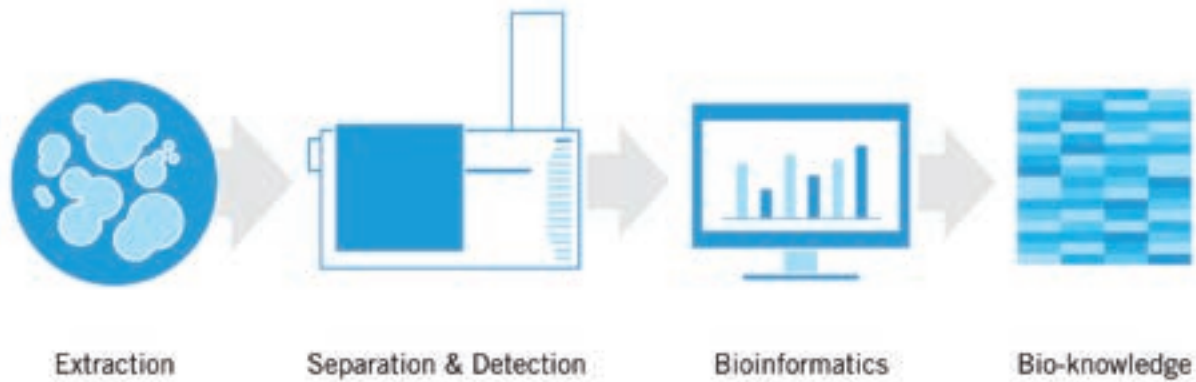 Extraction
Separation & Detection
Bioinformatics
Bio-knowledge